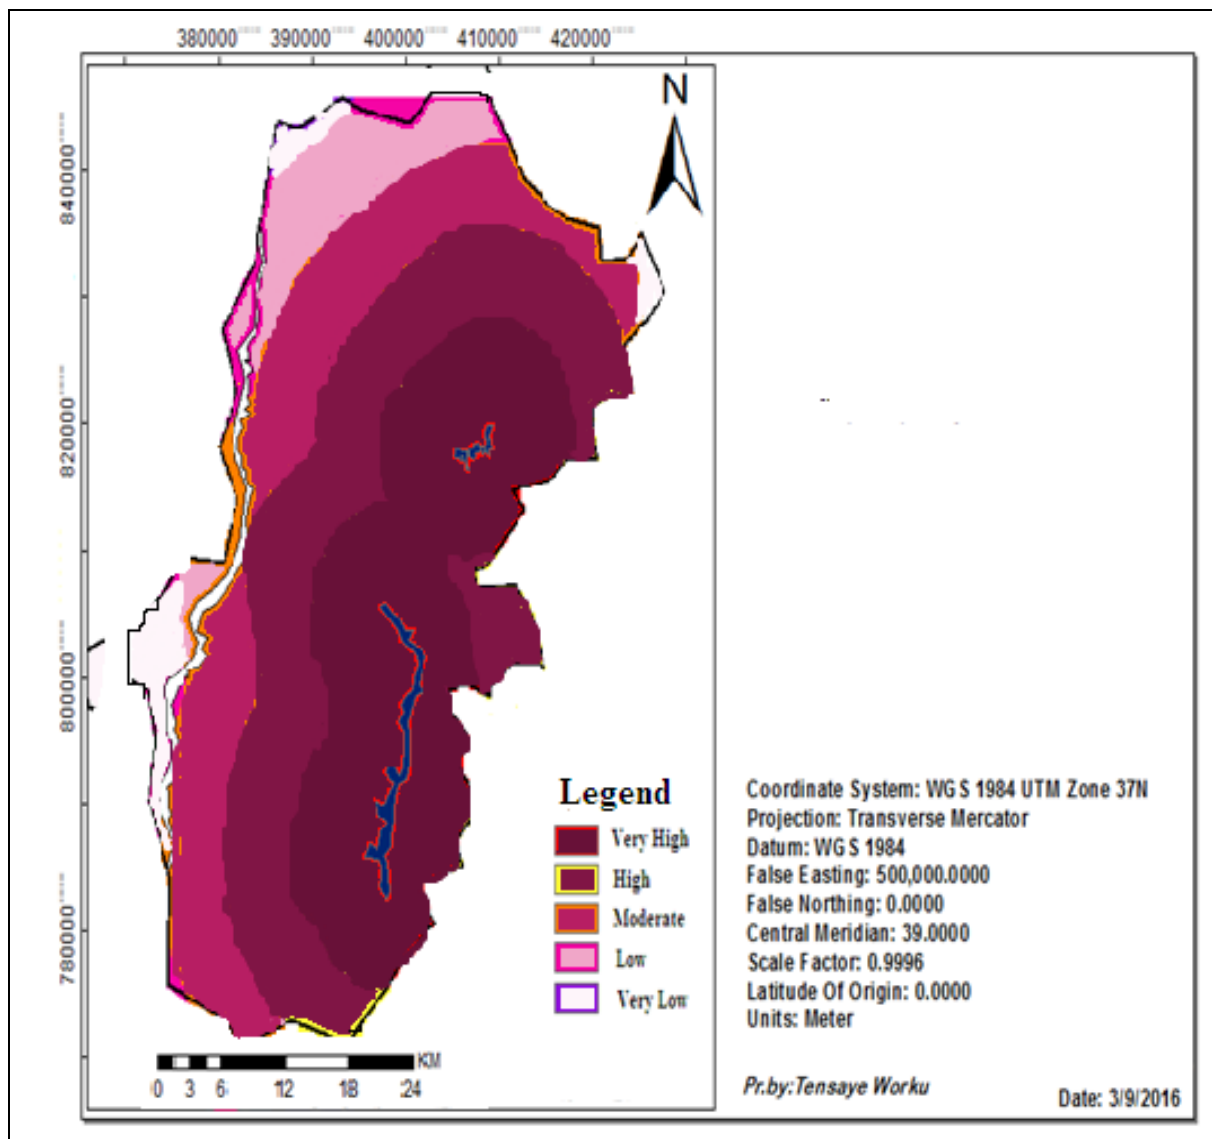 380000 390000 400000 410000 420000
N
840000
820000
800000
780000
Legend
Very High
High
Moderate
Low
Very Low
KM
0 3 6 12 18 24
Coordinate System: WGS 1984 UTM Zone 37N
Projection: Transverse Mercator
Datum: WGS 1984
False Easting: 500,000.0000
False Northing: 0.0000
Central Meridian: 39.0000
Scale Factor: 0.9996
Latitude Of Origin: 0.0000
Units: Meter
Pr.by:Tensaye Worku
Date: 3/9/2016